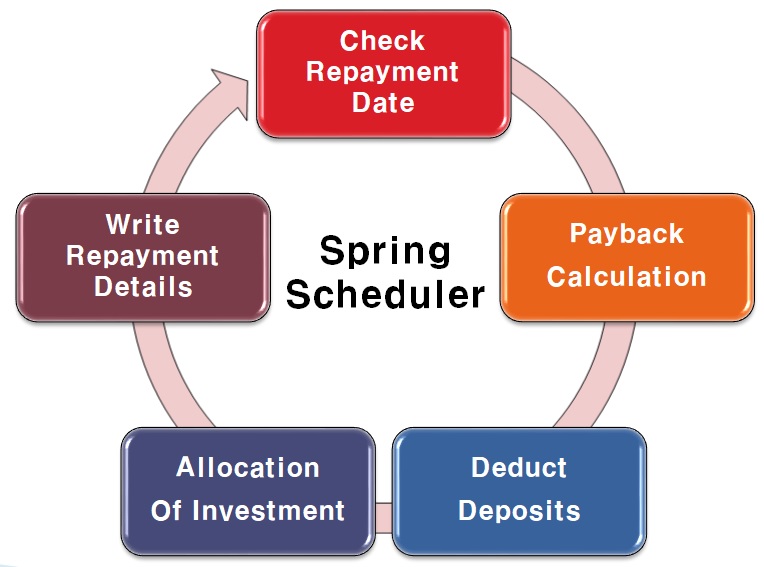 Check
Repayment
Date
Payback
Calculation
Deduct
Deposits
Allocation
Of Investment
Write
Repayment
Details
Spring
Scheduler